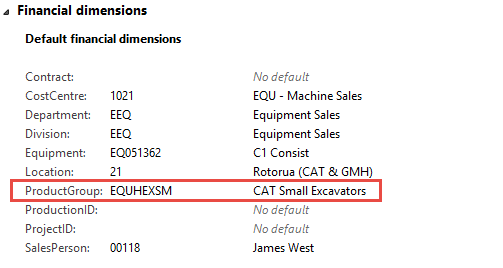 Financial dimensions
Default financial dimensions
Contract: No default
CostCentre: 1021 EQU - Machine Sales
Department: EEQ Equipment Sales
Division: EEQ Equipment Sales
Equipment: EQ051362 C1 Consist
Location: 21 Rotorua (CAT & GMH)
ProductGroup: EQUHEXSM CAT Small Excavators
ProductionID: No default
ProjectID: No default
SalesPerson: 00118 James West